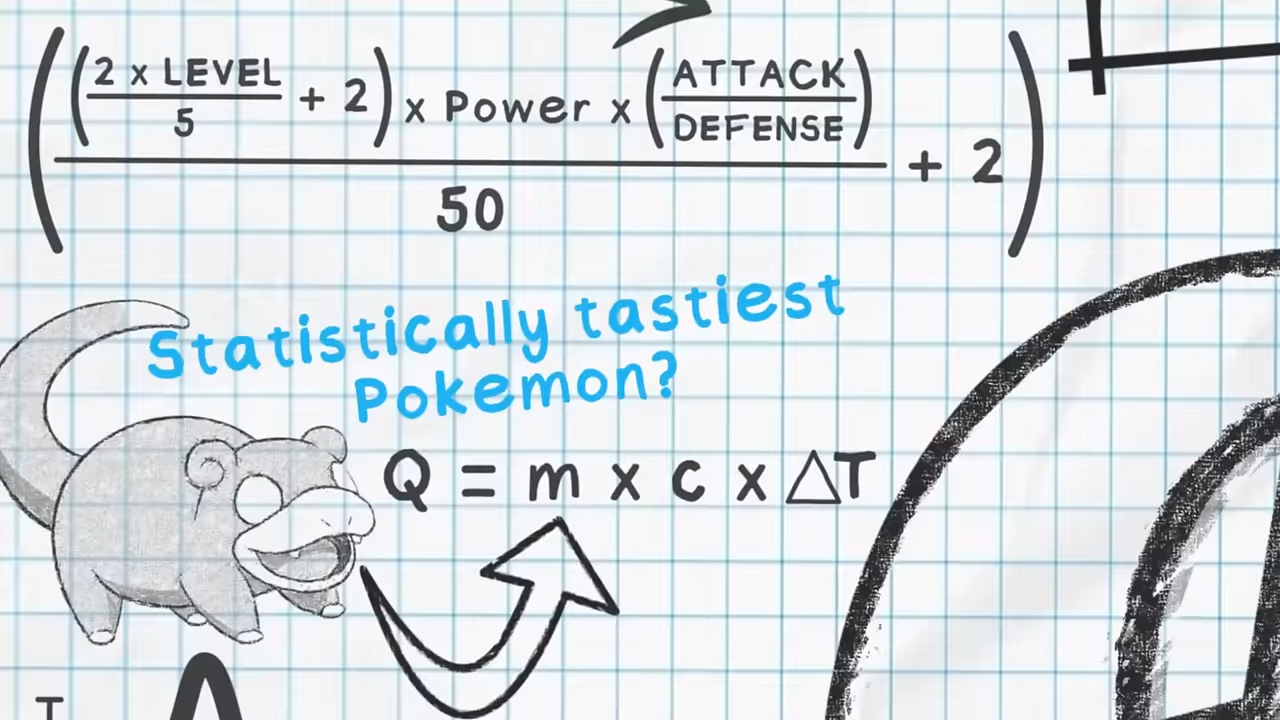 ((2 x LEVEL / 5 + 2) x Power x (ATTACK / DEFENSE) / 50 + 2)
Statistically tastiest
Pokemon?
Q = m x c x △T
I